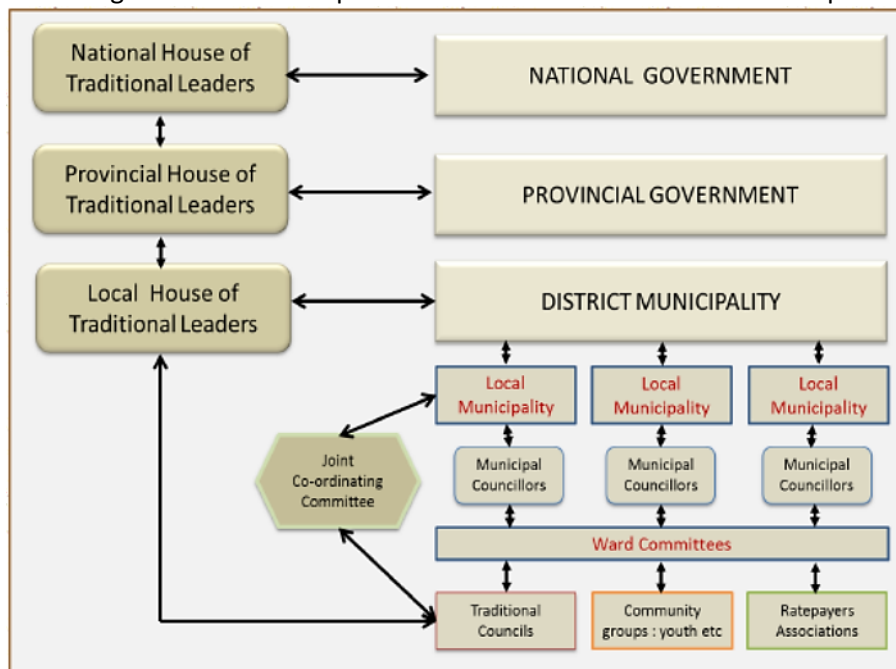 National House of
Traditional Leaders
NATIONAL GOVERNMENT
Provincial House of
Traditional Leaders
PROVINCIAL GOVERNMENT
Local House of
Traditional Leaders
DISTRICT MUNICIPALITY
Local
Municipality
Local
Municipality
Local
Municipality
Joint
Co-ordinating
Committee
Municipal
Councillors
Municipal
Councillors
Municipal
Councillors
Ward Committees
Traditional
Councils
Community
groups : youth etc
Ratepayers
Associations